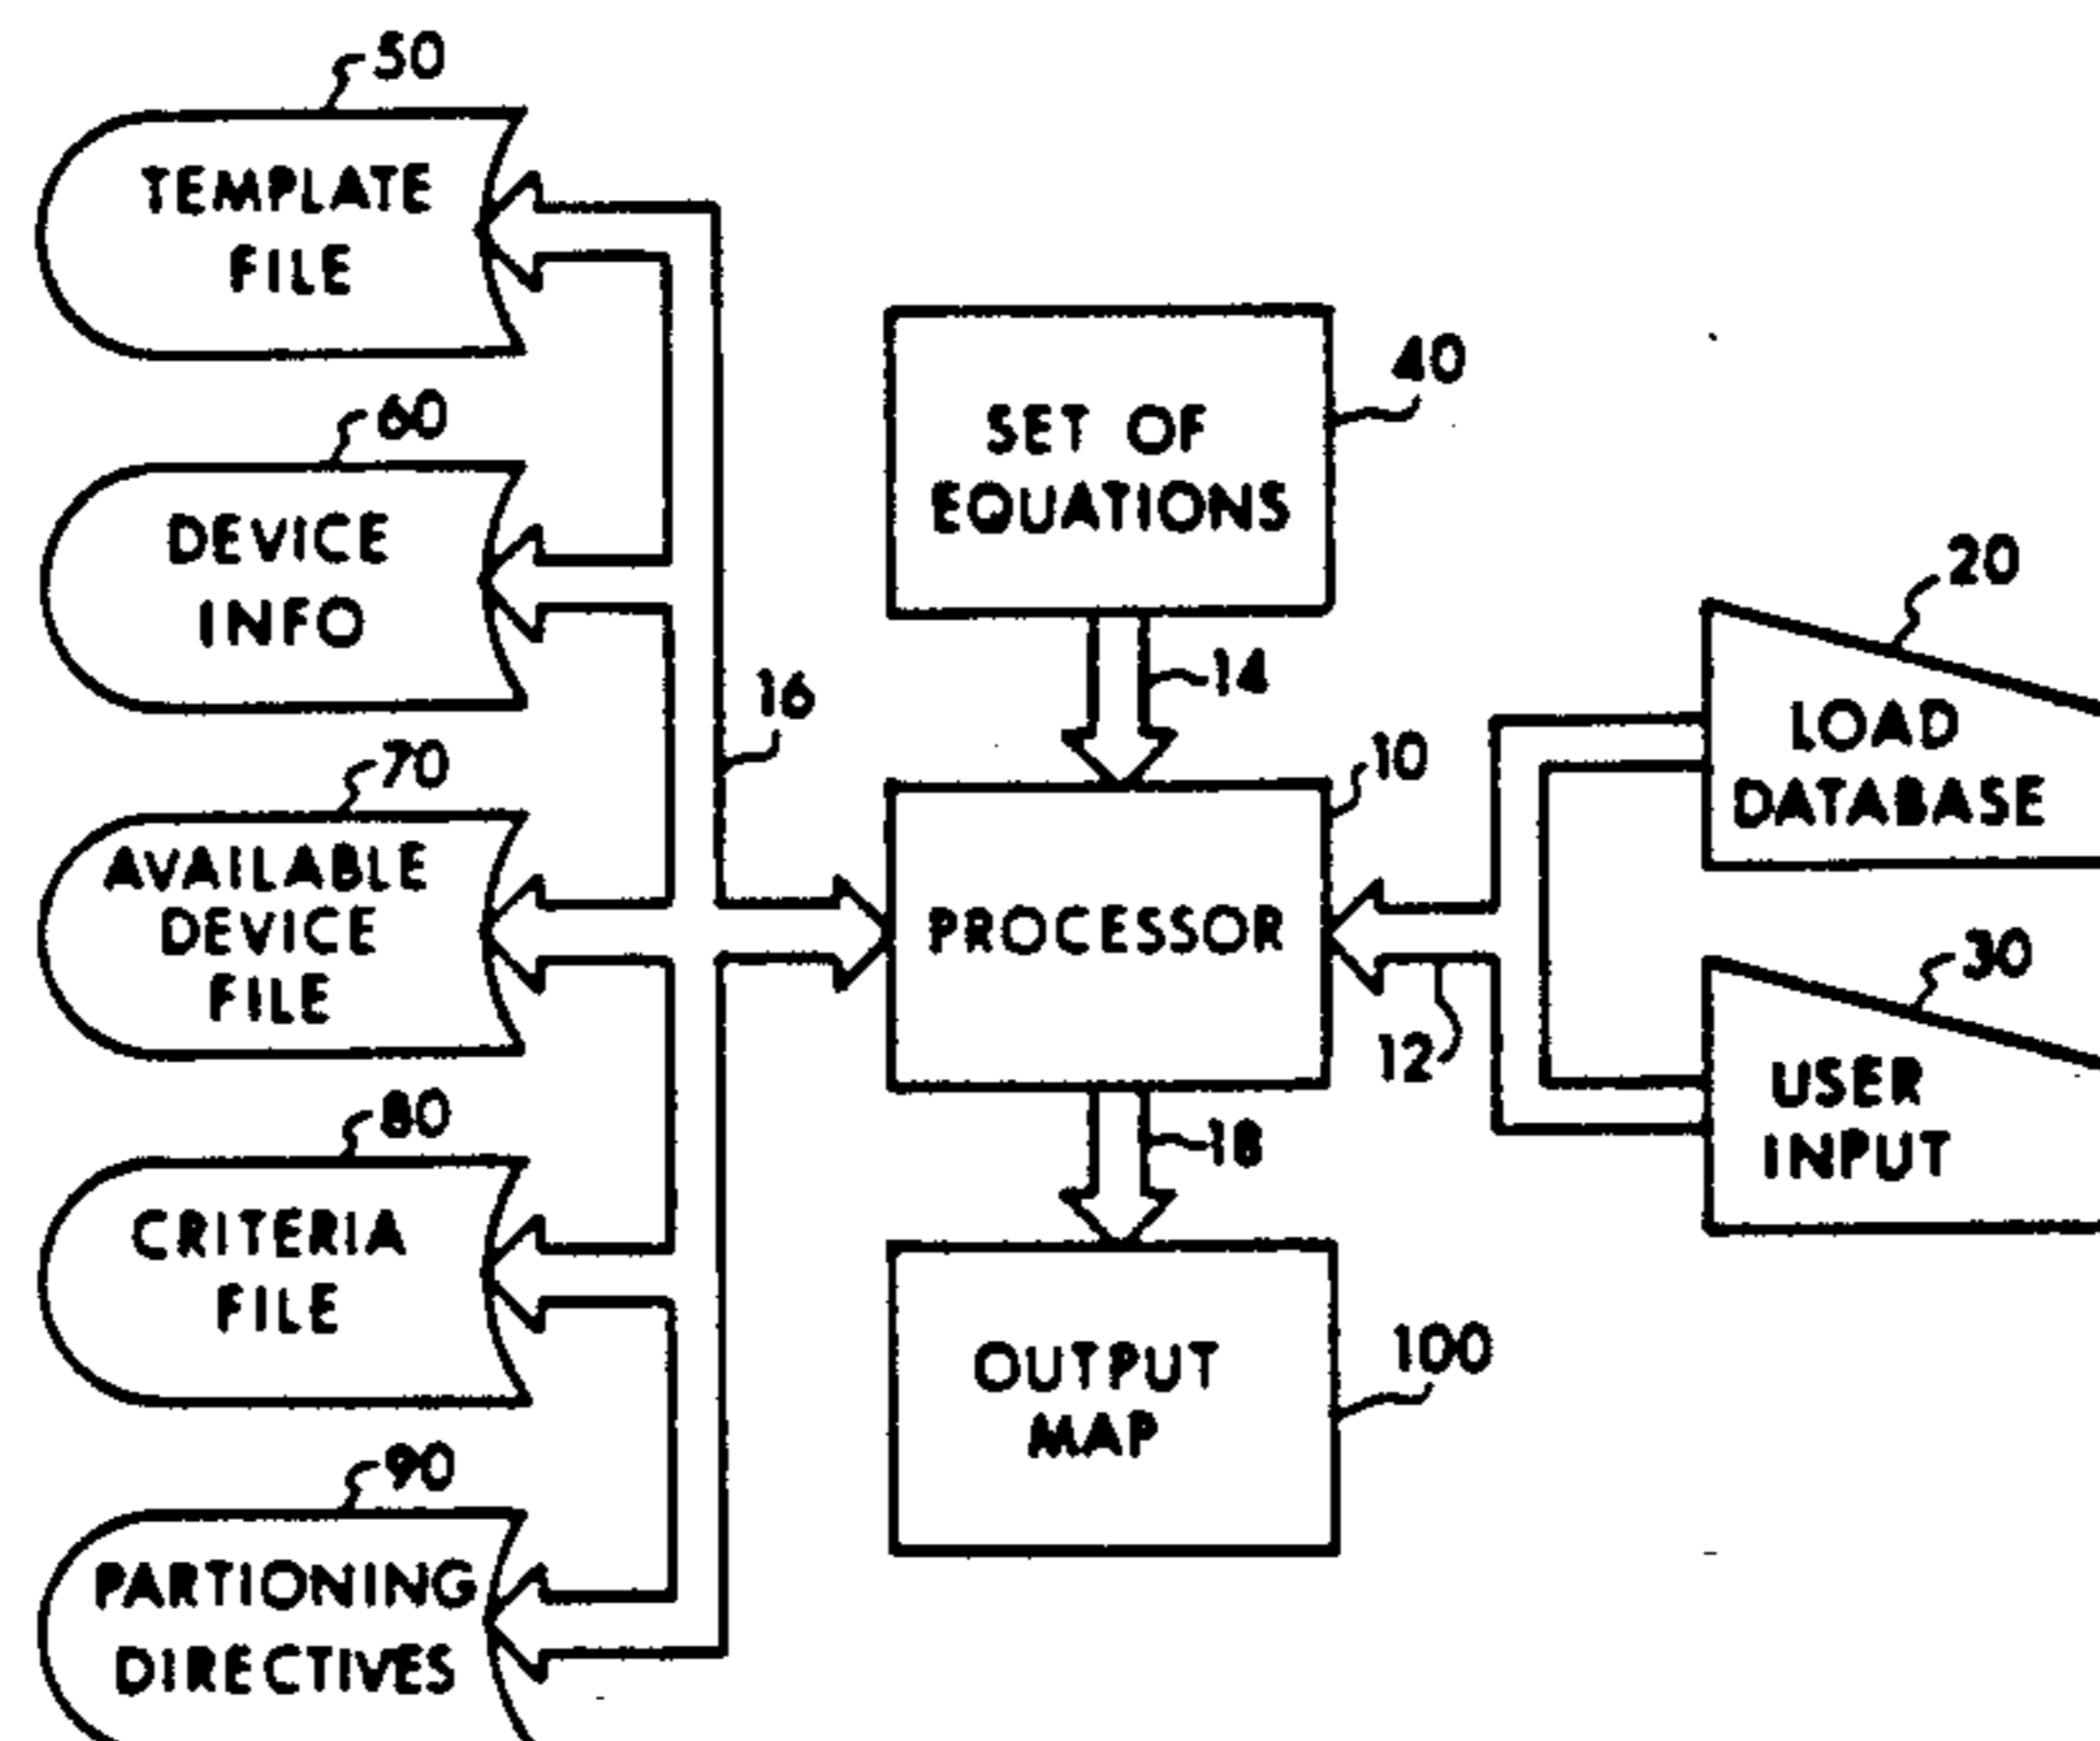 50
TEMPLATE
FILE
60
DEVICE
INFO
70
AVAILABLE
DEVICE
FILE
80
CRITERIA
FILE
90
PARTIONING
DIRECTIVES
16
40
SET OF
EQUATIONS
14
10
PROCESSOR
12
18
100
OUTPUT
MAP
20
LOAD
DATABASE
30
USER
INPUT